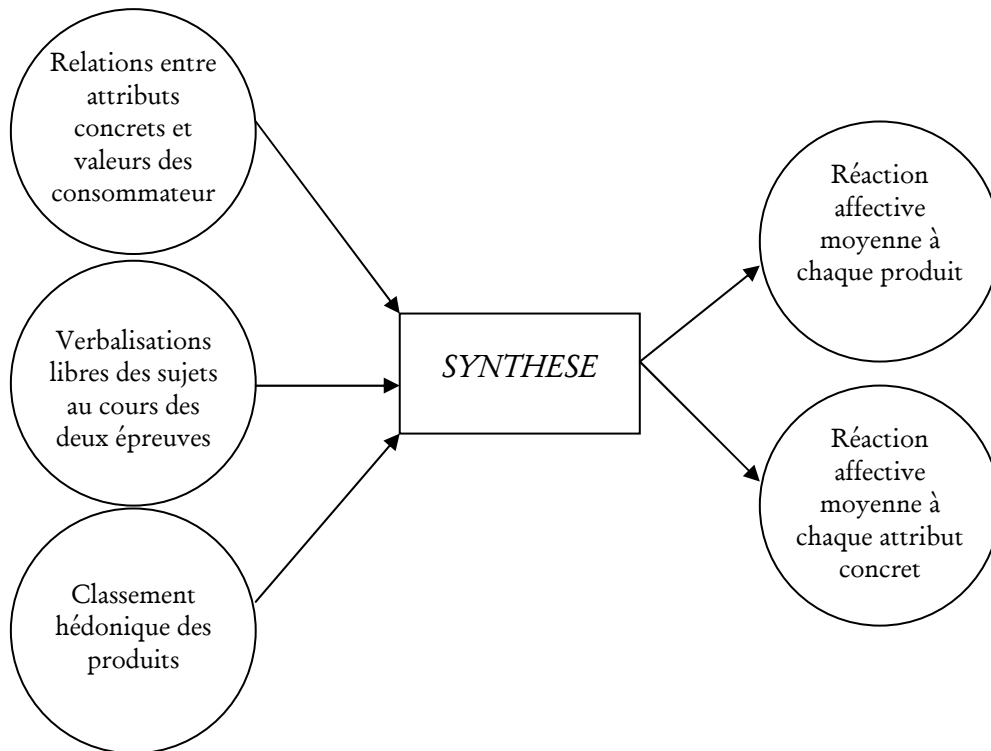 Relations entre
attributs
concrets et
valeurs des
consommateur
Verbalisations
libres des sujets
au cours des
deux épreuves
Classement
hédonique des
produits
SYNTHESE
Réaction
affective
moyenne à
chaque produit
Réaction
affective
moyenne à
chaque attribut
concret